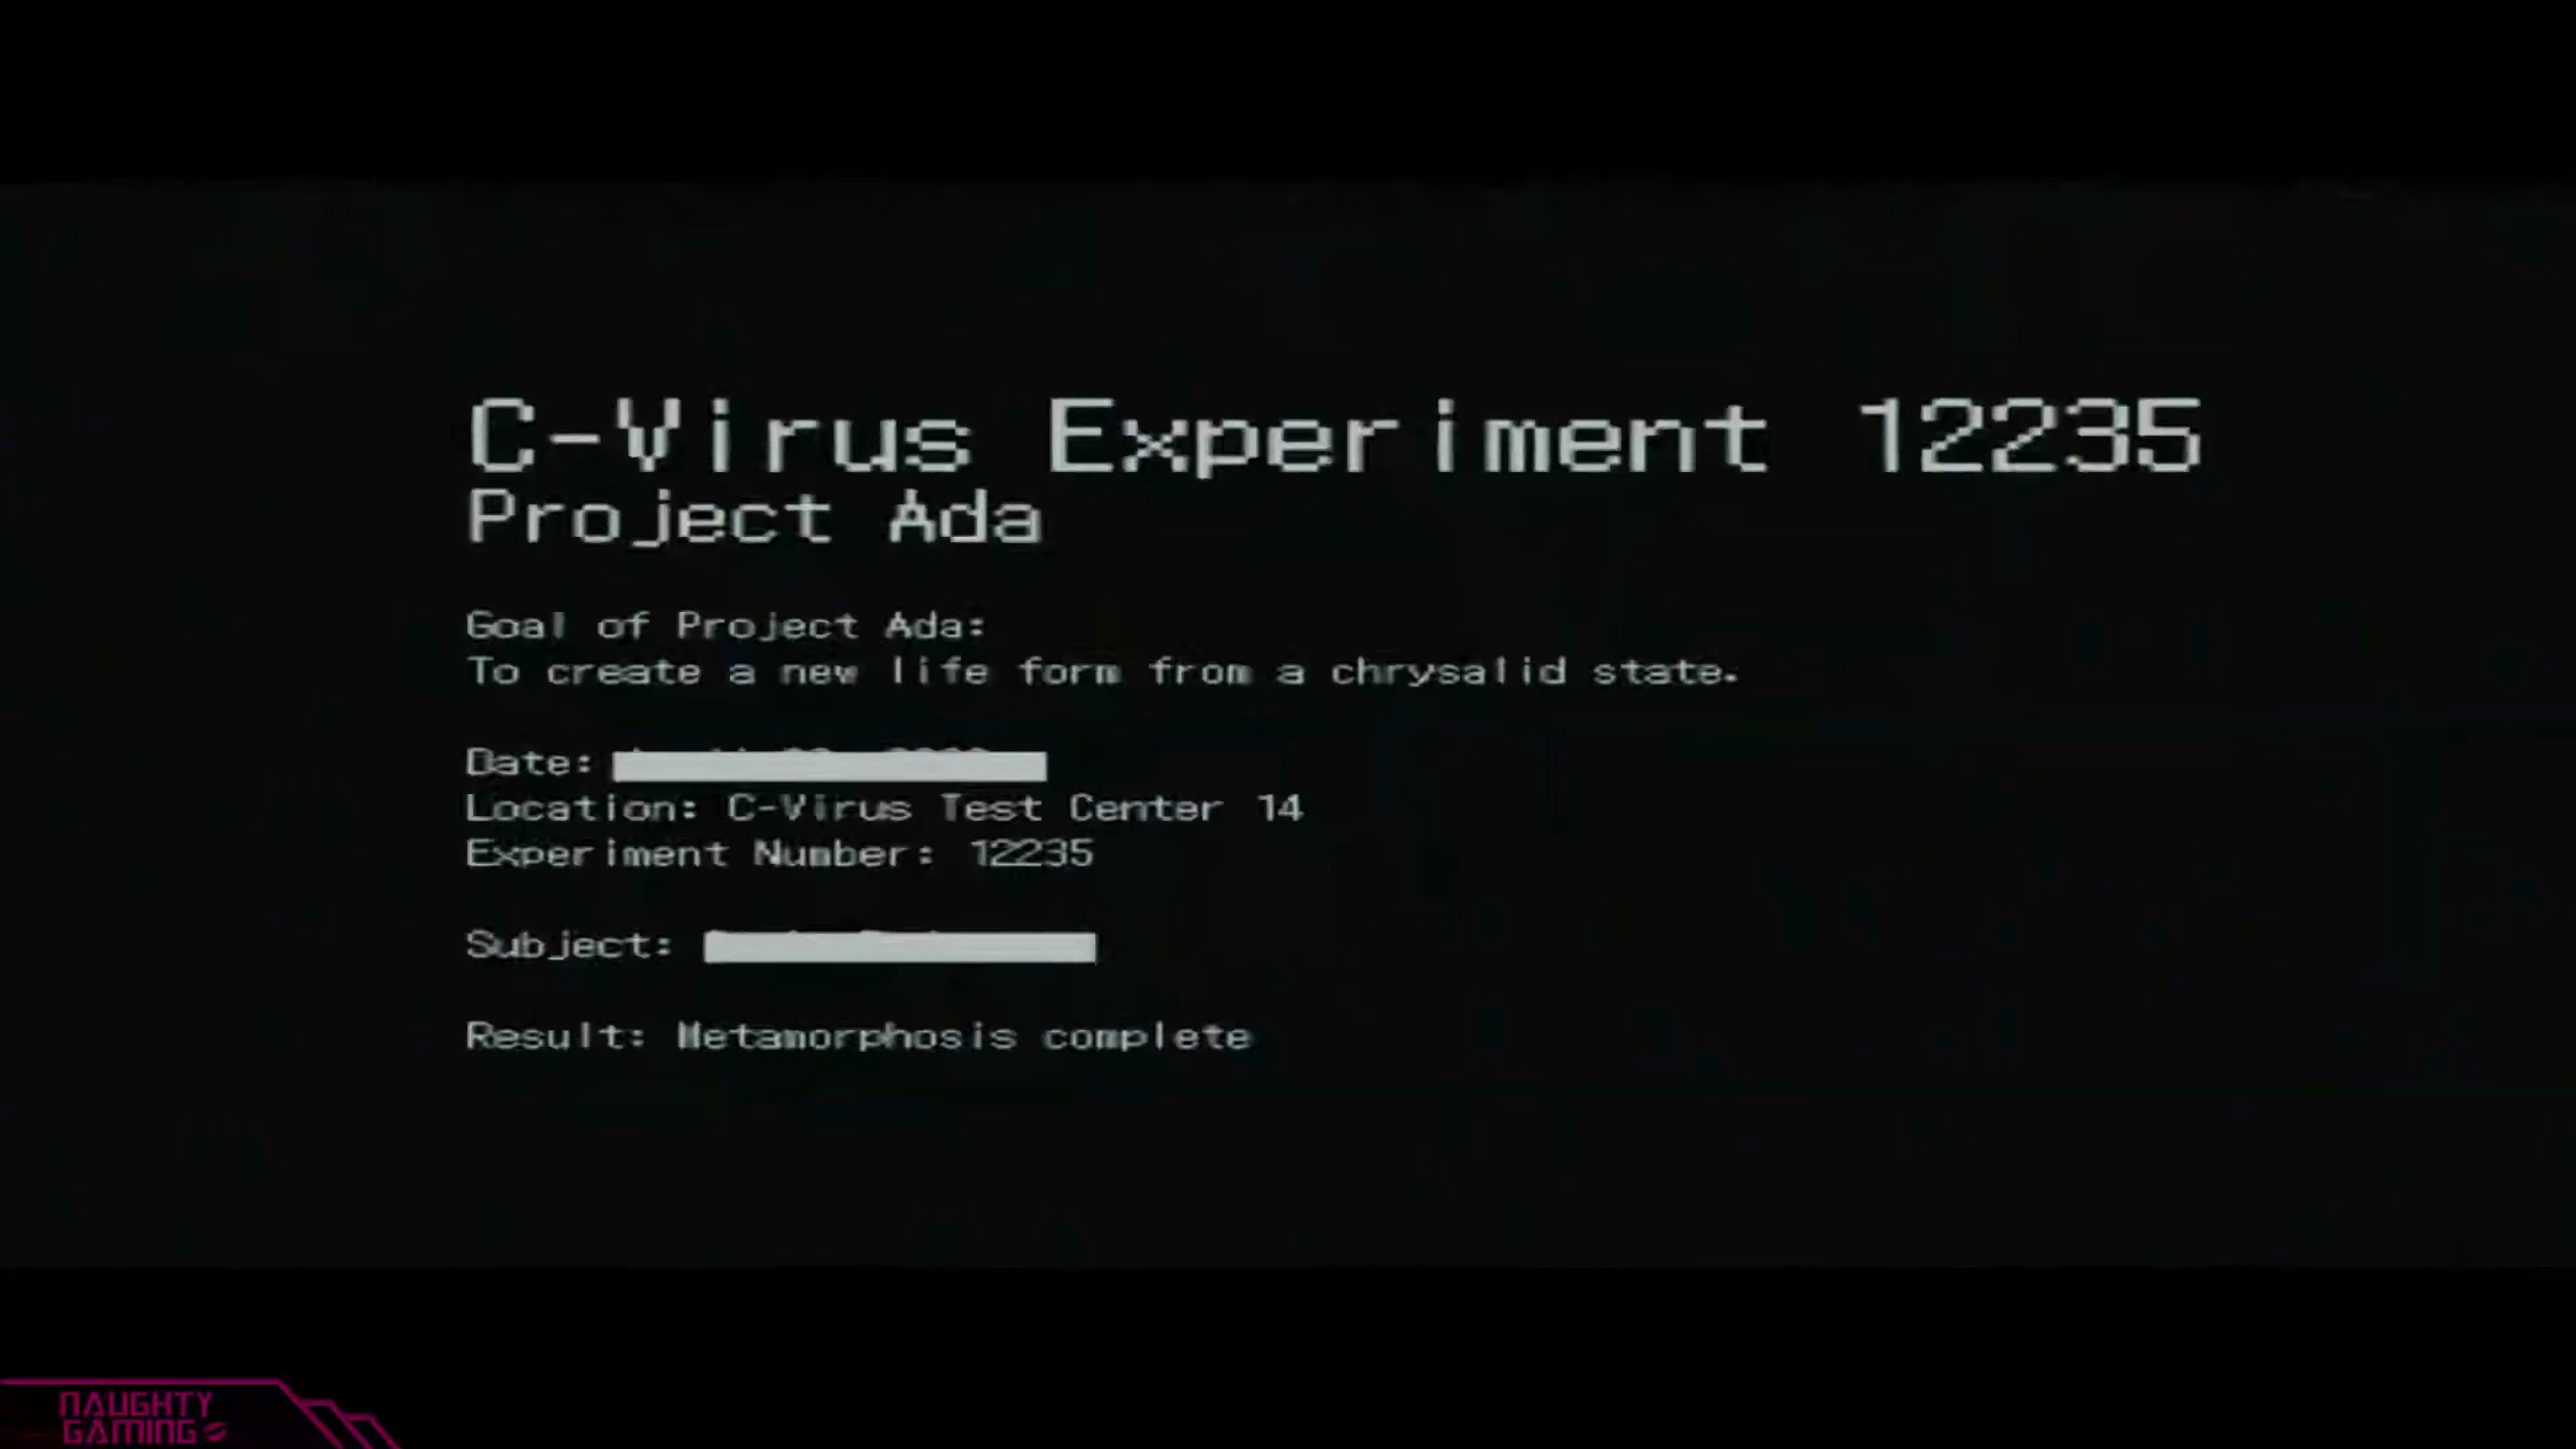 C-Virus Experiment 12235
Project Ada
Goal of Project Ada:
To create a new life form from a chrysalid state.
Date:
Location: C-Virus Test Center 14
Experiment Number: 12235
Subject:
Result: Metamorphosis complete
NAUGHTY
GAMING